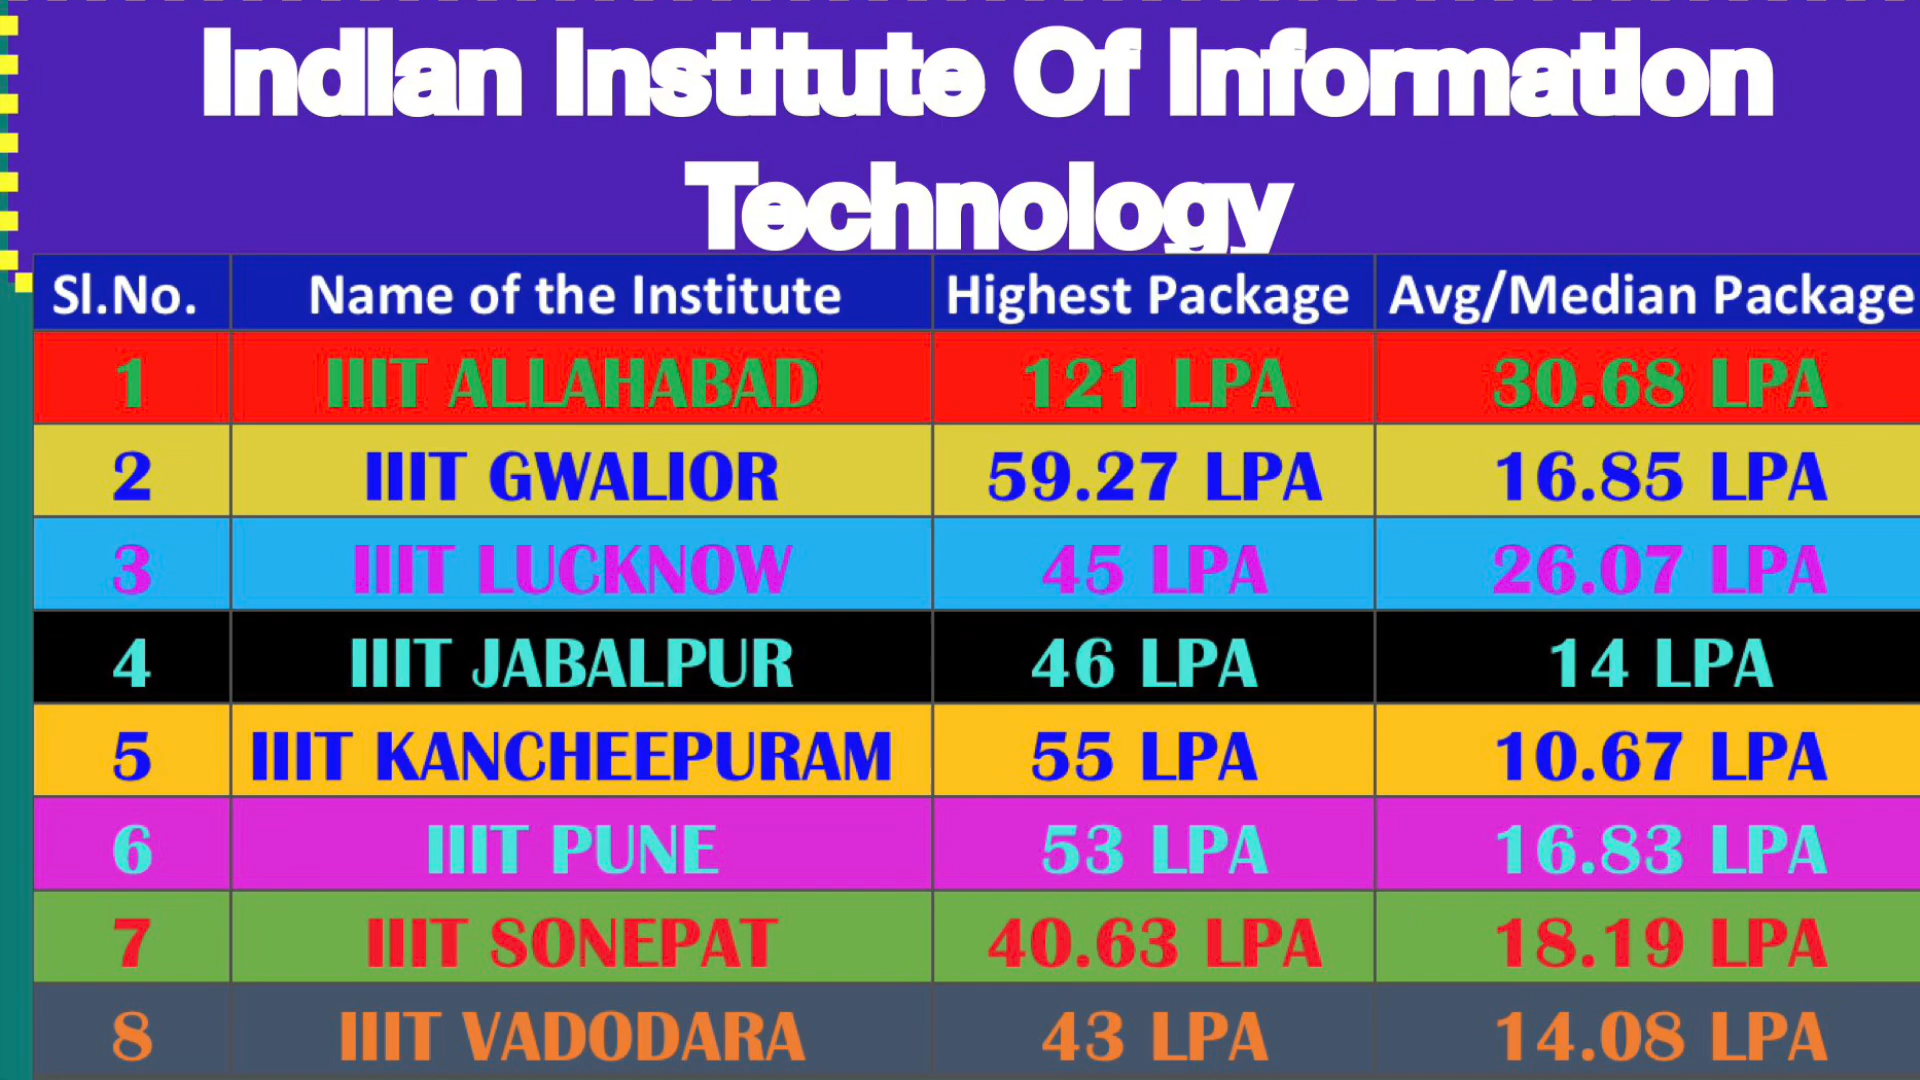 Indian Institute Of Information
Technology
Sl.No. Name of the Institute Highest Package Avg/Median Package
1 IIIT ALLAHABAD 121 LPA 30.68 LPA
2 IIIT GWALIOR 59.27 LPA 16.85 LPA
3 IIIT LUCKNOW 45 LPA 26.07 LPA
4 IIIT JABALPUR 46 LPA 14 LPA
5 IIIT KANCHEEPURAM 55 LPA 10.67 LPA
6 IIIT PUNE 53 LPA 16.83 LPA
7 IIIT SONEPAT 40.63 LPA 18.19 LPA
8 IIIT VADODARA 43 LPA 14.08 LPA